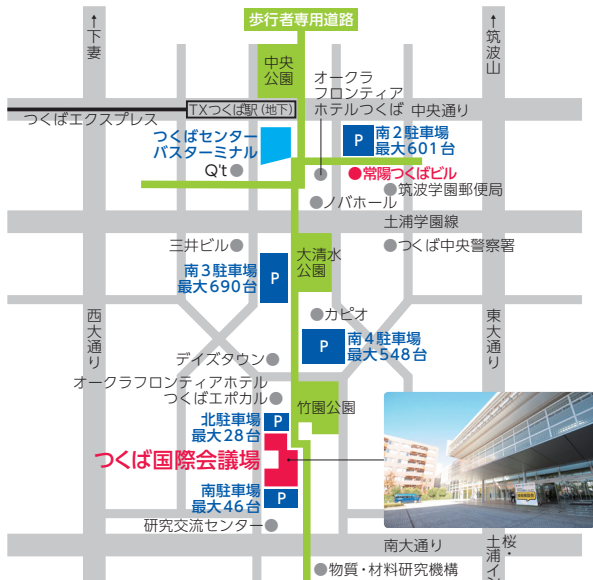 歩行者専用道路
↑下妻
↑筑波山
中央
公園
オークラ
フロンティア
ホテルつくば
中央通り
TXつくば駅(地下)
つくばエクスプレス
つくばセンター
バスターミナル
P
南2駐車場
最大601台
Q't
常陽つくばビル
筑波学園郵便局
ノバホール
土浦学園線
三井ビル
大清水
公園
つくば中央警察署
南3駐車場
最大690台
P
西大通り
東大通り
カピオ
P
南4駐車場
最大548台
デイズタウン
オークラフロンティアホテル
つくばエポカル
竹園公園
北駐車場
最大28台
P
つくば国際会議場
南駐車場
最大46台
P
研究交流センター
南大通り
桜・
土浦イ
物質・材料研究機構